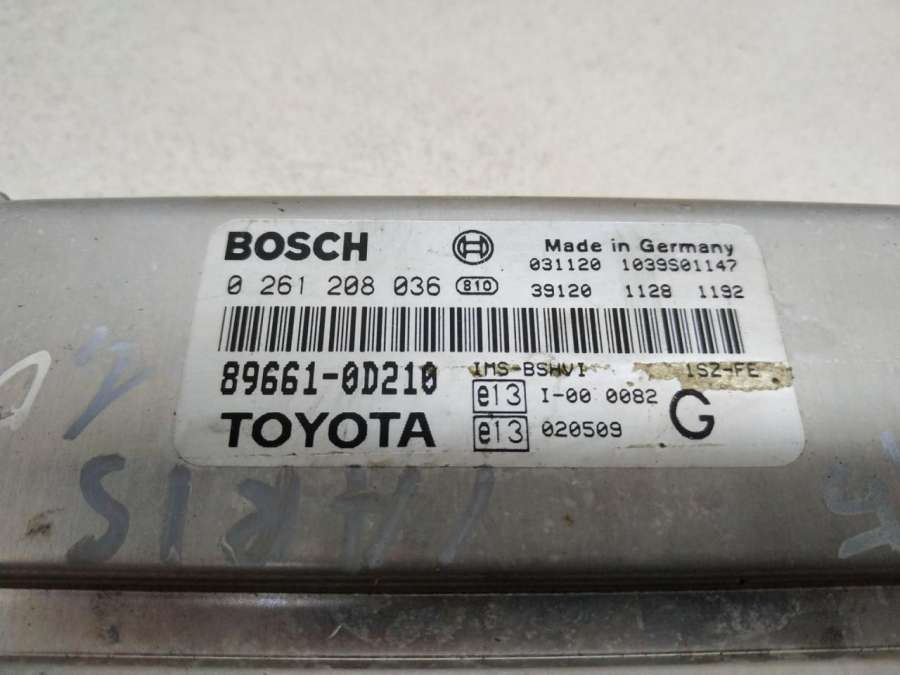 BOSCH Made in Germany
031120 1039S01147
0 261 208 036 810 39120 1128 1192
89661-0D210 IMS-BSHVI 1SZ-FE
e13 I-00 0082 G
TOYOTA e13 020509